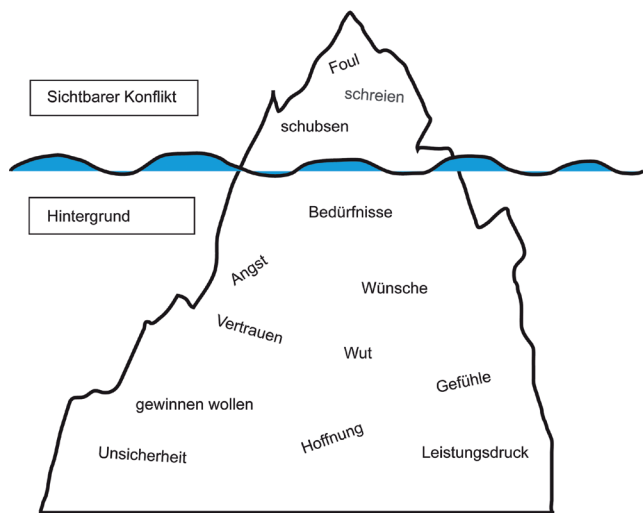 Foul
Sichtbarer Konflikt
schreien
schubsen
Hintergrund
Bedürfnisse
Angst
Wünsche
Vertrauen
Wut
Gefühle
gewinnen wollen
Hoffnung
Unsicherheit
Leistungsdruck